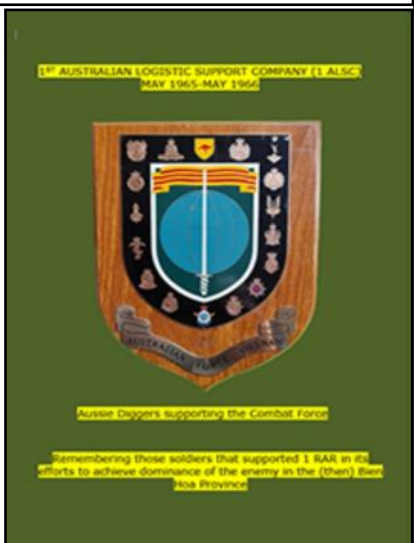 1ST AUSTRALIAN LOGISTIC SUPPORT COMPANY (1 ALSC)
MAY 1965-MAY 1966
AUSTRALIAN FORCE VIETNAM
Aussie Diggers supporting the Combat Force
Remembering those soldiers that supported 1 RAR in its
efforts to achieve dominance of the enemy in the (then) Bien
Hoa Province